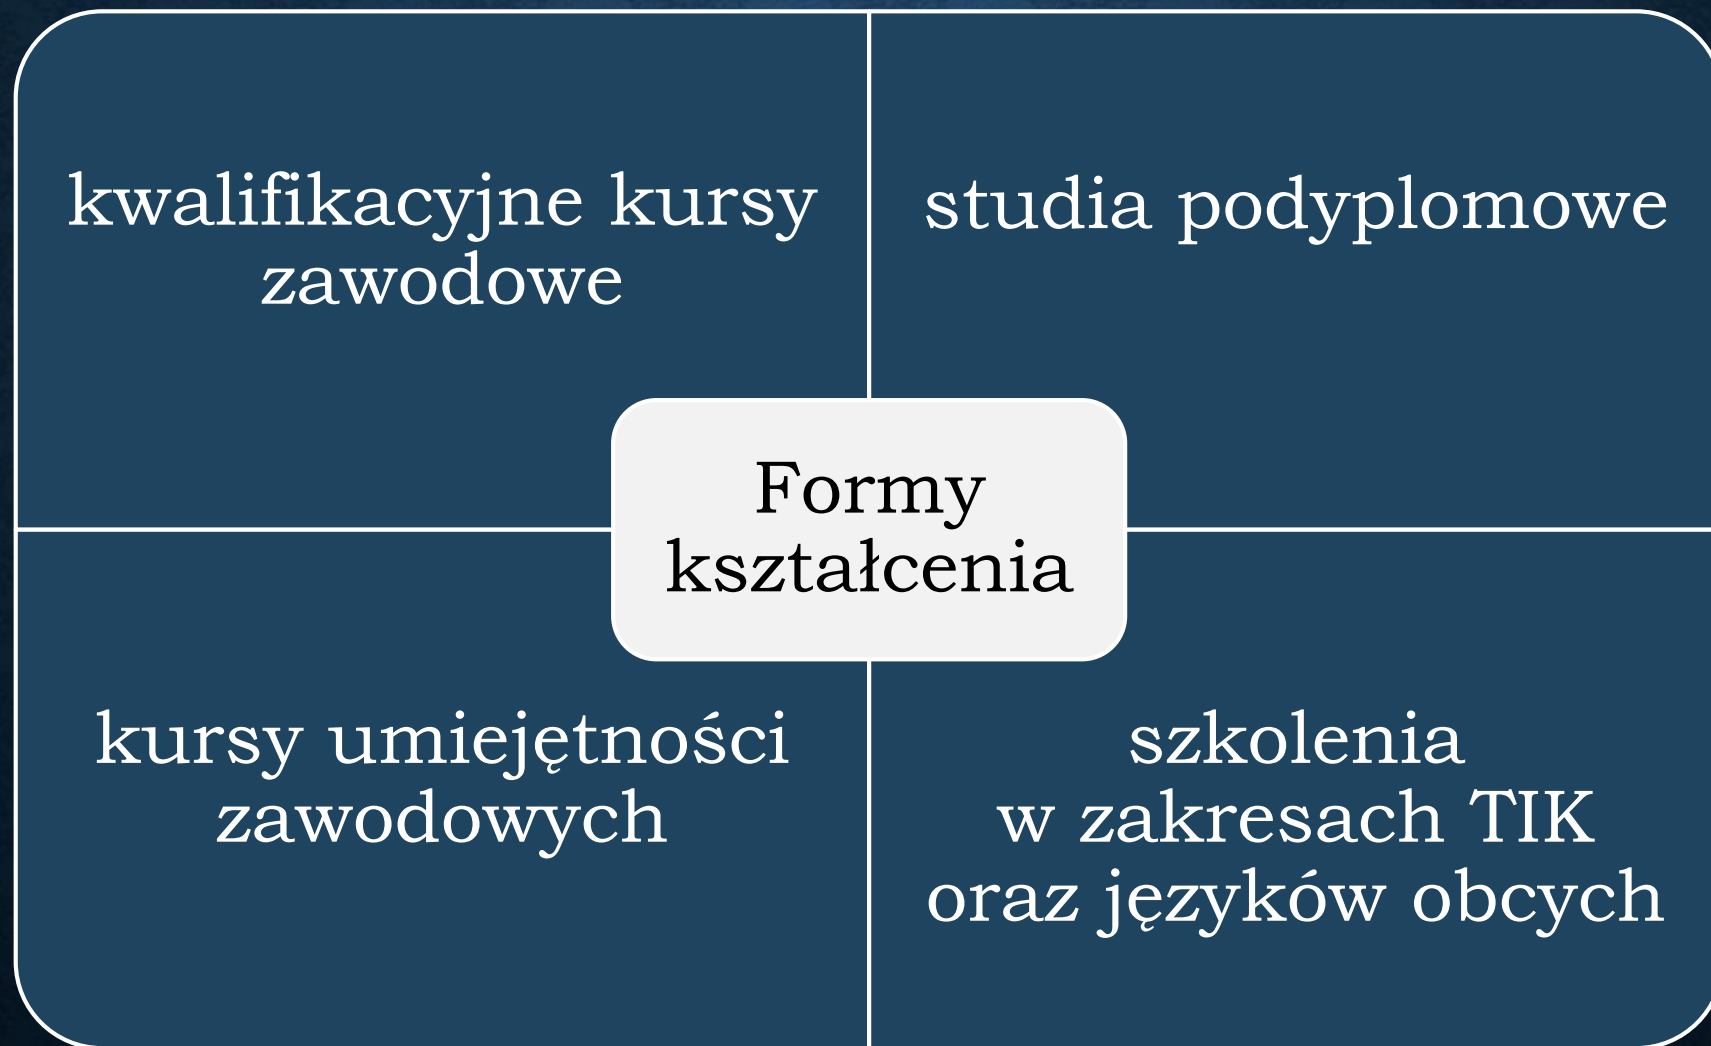 kwalifikacyjne kursy
zawodowe
studia podyplomowe
Formy
kształcenia
kursy umiejętności
zawodowych
szkolenia
w zakresach TIK
oraz języków obcych